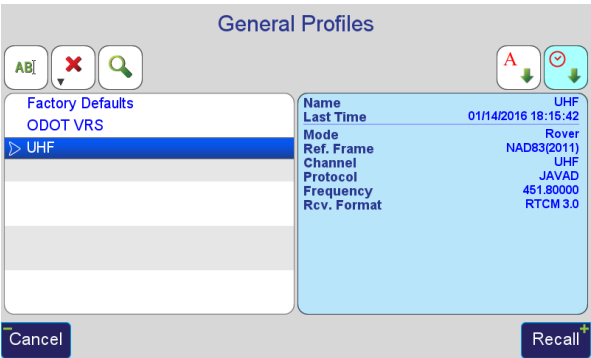 General Profiles
AB
A
Factory Defaults
ODOT VRS
UHF
Name UHF
Last Time 01/14/2016 18:15:42
Mode Rover
Ref. Frame NAD83(2011)
Channel UHF
Protocol JAVAD
Frequency 451.80000
Rcv. Format RTCM 3.0
Cancel
Recall